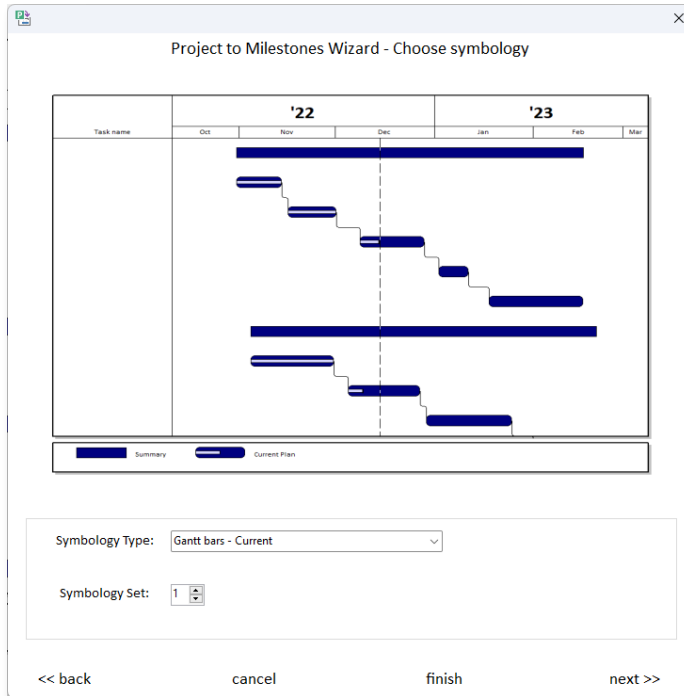 Project to Milestones Wizard - Choose symbology
'22 '23
Task name Oct Nov Dec Jan Feb Mar
Summary Current Plan
Symbology Type: Gantt bars - Current
Symbology Set: 1
<< back cancel finish next >>